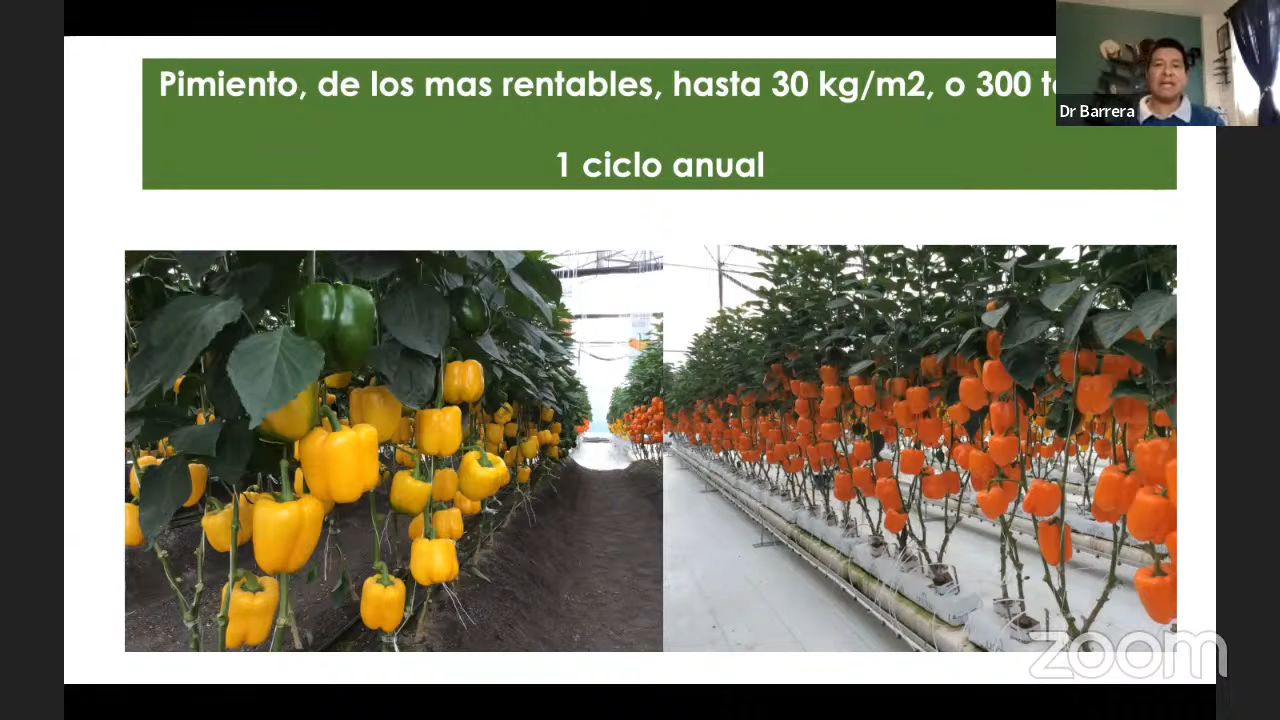 Pimiento, de los mas rentables, hasta 30 kg/m2, o 300
1 ciclo anual
Dr Barrera
zoom